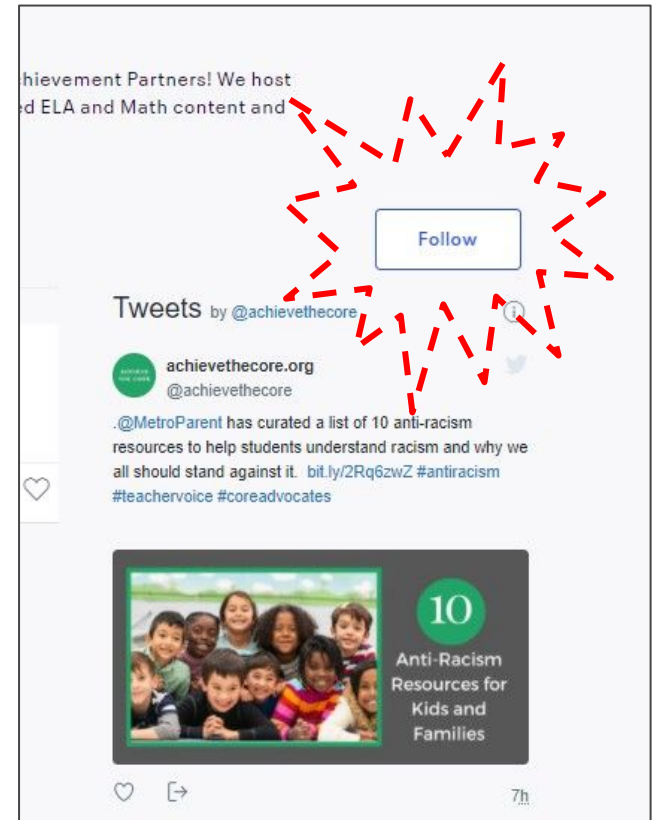 hievement Partners! We host
ed ELA and Math content and
Follow
Tweets by @achievethecore
achievethecore.org
@achievethecore
.@MetroParent has curated a list of 10 anti-racism
resources to help students understand racism and why we
all should stand against it. bit.ly/2Rq6zwZ #antiracism
#teachervoice #coreadvocates
10
Anti-Racism
Resources for
Kids and
Families
7h